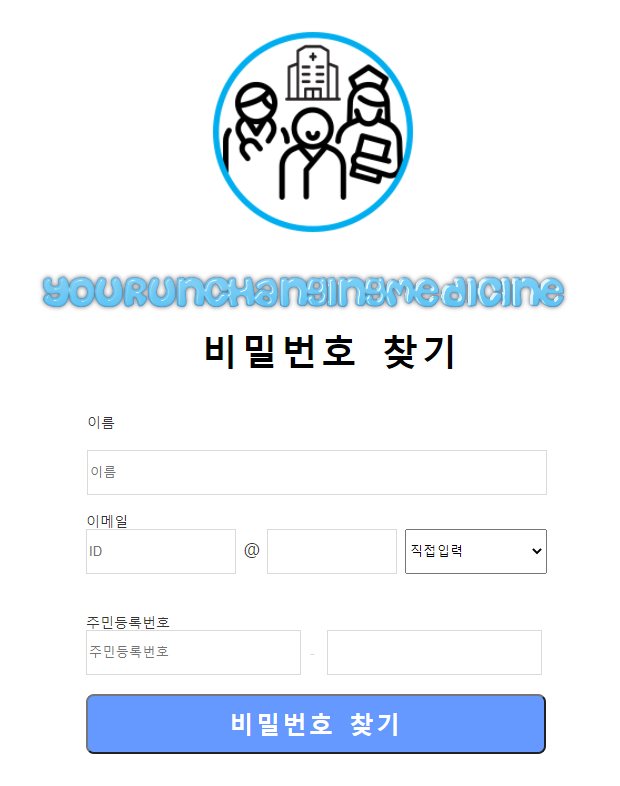 YOURUNCHANGINGMEDICINE
비밀번호 찾기
이름
이름
이메일
ID @ 직접입력
주민등록번호
주민등록번호 -
비밀번호 찾기